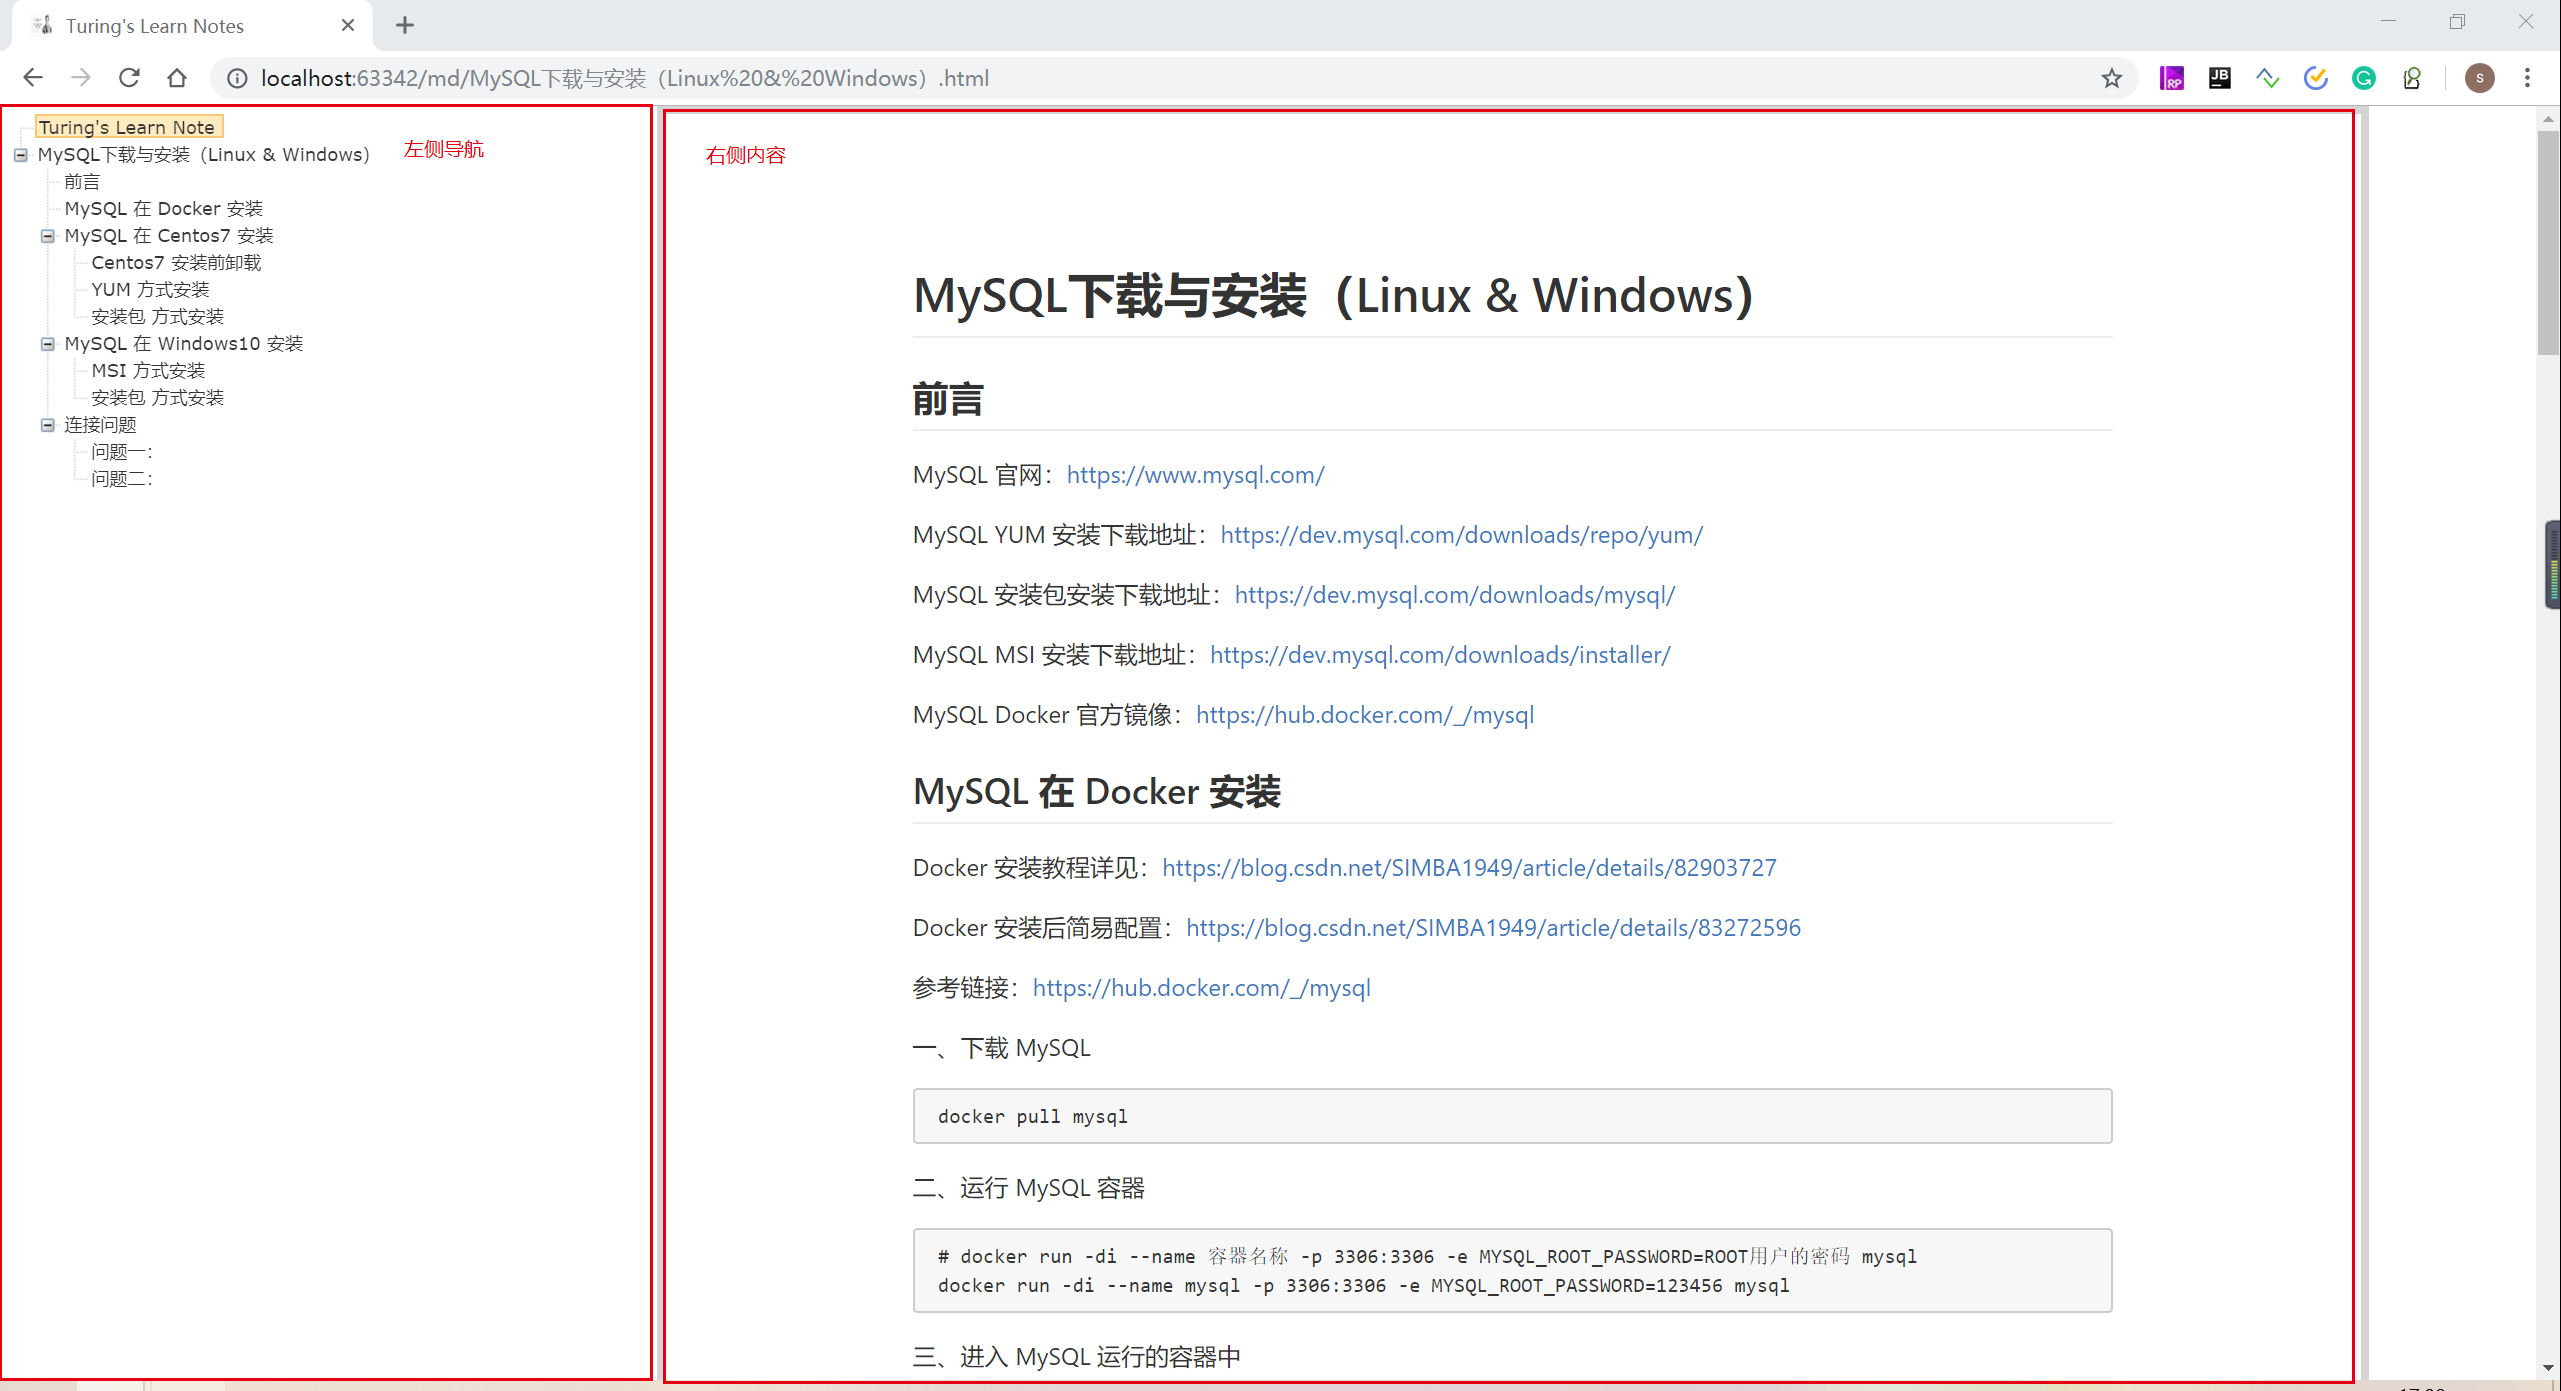 Turing's Learn Notes
localhost:63342/md/MySQL下载与安装（Linux%20&%20Windows）.html
RP
JB
S
Turing's Learn Note
MySQL下载与安装（Linux & Windows）
左侧导航
前言
MySQL 在 Docker 安装
MySQL 在 Centos7 安装
Centos7 安装前卸载
YUM 方式安装
安装包 方式安装
MySQL 在 Windows10 安装
MSI 方式安装
安装包 方式安装
连接问题
问题一：
问题二：
右侧内容
MySQL下载与安装（Linux & Windows）
前言
MySQL 官网：https://www.mysql.com/
MySQL YUM 安装下载地址：https://dev.mysql.com/downloads/repo/yum/
MySQL 安装包安装下载地址：https://dev.mysql.com/downloads/mysql/
MySQL MSI 安装下载地址：https://dev.mysql.com/downloads/installer/
MySQL Docker 官方镜像：https://hub.docker.com/_/mysql
MySQL 在 Docker 安装
Docker 安装教程详见：https://blog.csdn.net/SIMBA1949/article/details/82903727
Docker 安装后简易配置：https://blog.csdn.net/SIMBA1949/article/details/83272596
参考链接：https://hub.docker.com/_/mysql
一、下载 MySQL
docker pull mysql
二、运行 MySQL 容器
# docker run -di --name 容器名称 -p 3306:3306 -e MYSQL_ROOT_PASSWORD=ROOT用户的密码 mysql
docker run -di --name mysql -p 3306:3306 -e MYSQL_ROOT_PASSWORD=123456 mysql
三、进入 MySQL 运行的容器中